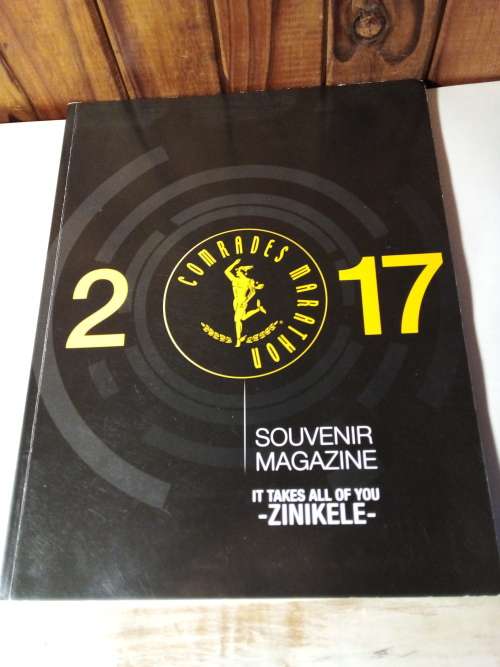 2 17
COMRADES MARATHON
SOUVENIR
MAGAZINE
IT TAKES ALL OF YOU
-ZINIKELE-